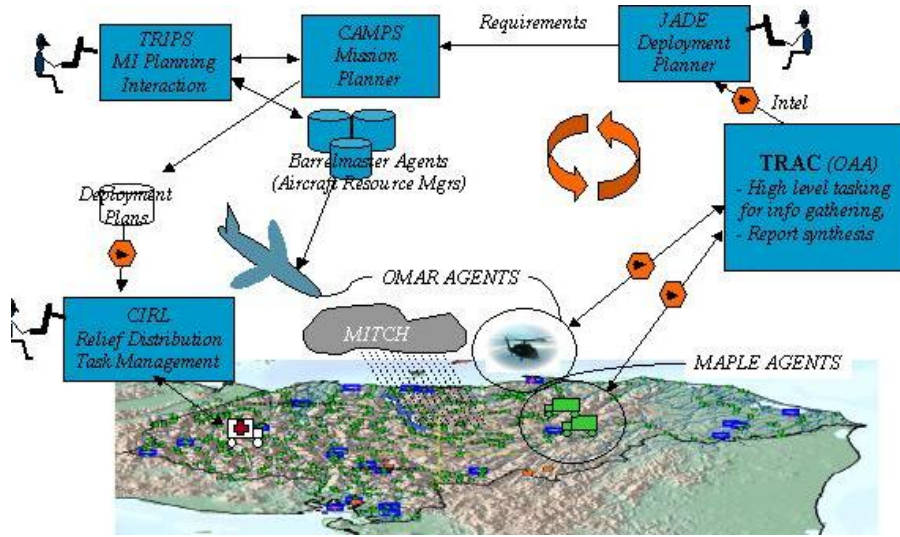 TRIPS
MI Planning
Interaction
CAMPS
Mission
Planner
Requirements
JADE
Deployment
Planner
Intel
TRAC (OAA)
- High level tasking
for info gathering,
- Report synthesis
Barrelmaster Agents
(Aircraft Resource Mgrs)
Deployment
Plans
OMAR AGENTS
CIRL
Relief Distribution
Task Management
MITCH
MAPLE AGENTS